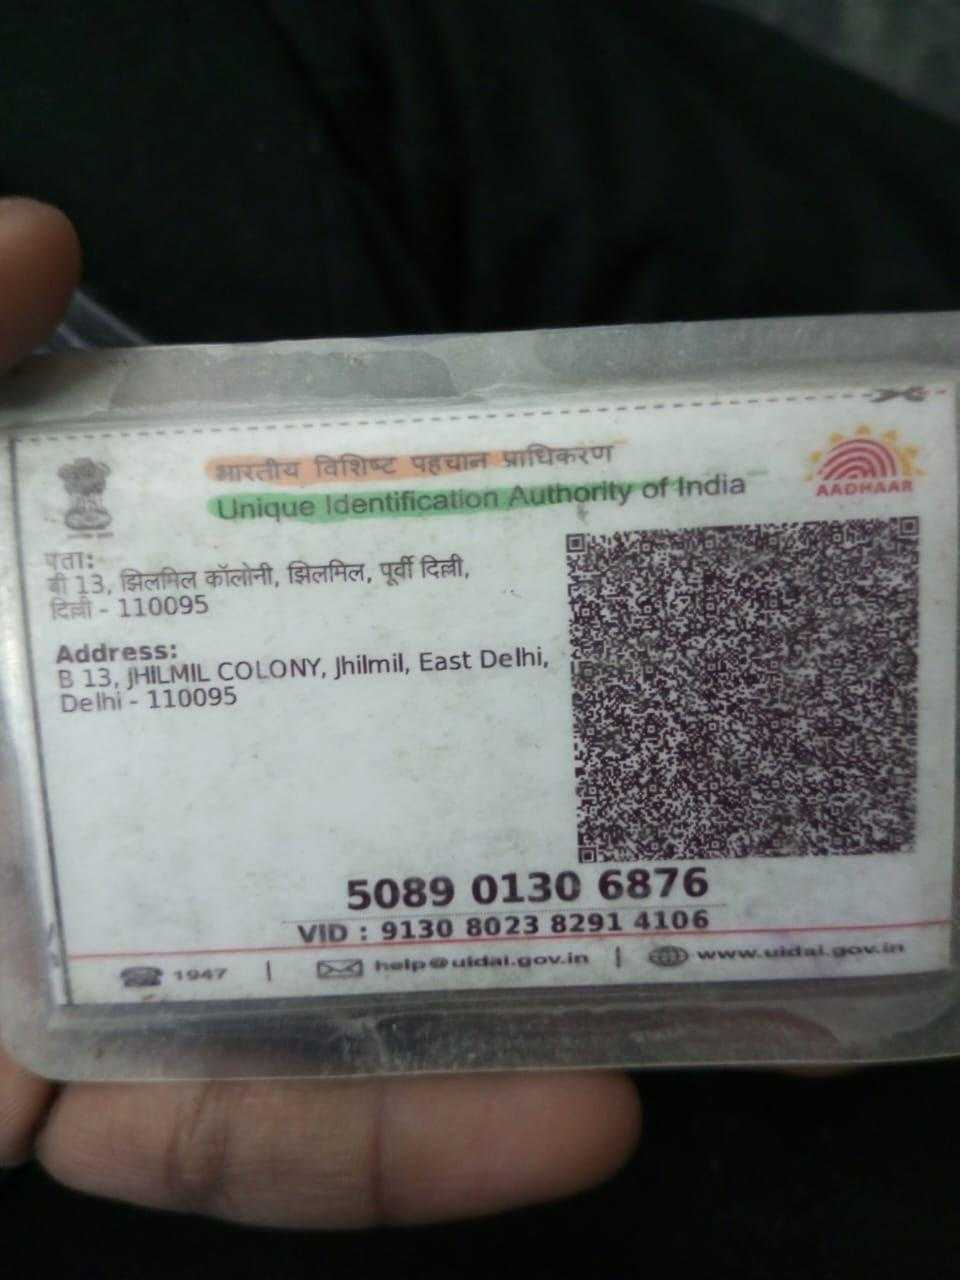 भारतीय विशिष्ट पहचान प्राधिकरण
Unique Identification Authority of India
AADHAAR
पता:
बी 13, झिलमिल कॉलोनी, झिलमिल, पूर्वी दिल्ली,
दिल्ली - 110095
Address:
B 13, JHILMIL COLONY, Jhilmil, East Delhi,
Delhi - 110095
5089 0130 6876
VID : 9130 8023 8291 4106
1947 | help@uidai.gov.in | www.uidai.gov.in